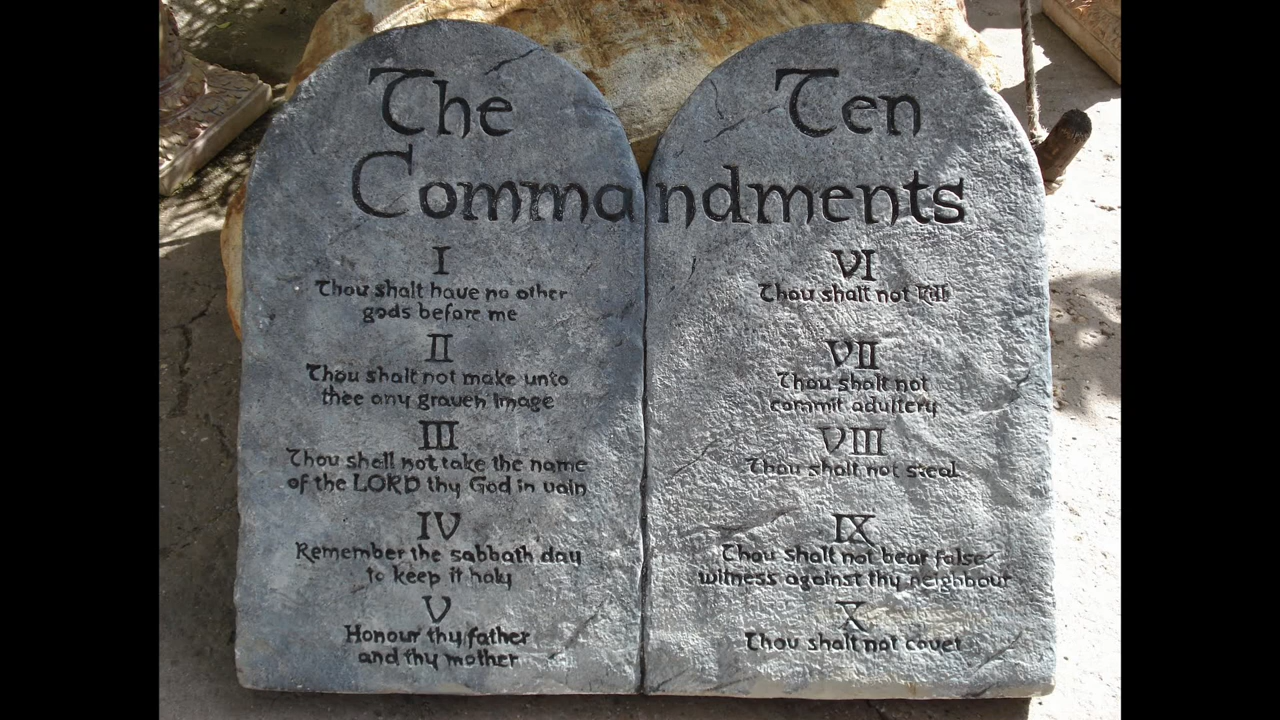 The Ten
Commandments
I
Thou shalt have no other
gods before me
II
Thou shalt not make unto
thee any graven image
III
Thou shall not take the name
of the LORD thy God in vain
IV
Remember the sabbath day
to keep it holy
V
Honour thy father
and thy mother
VI
Thou shalt not kill
VII
Thou shalt not
commit adultery
VIII
Thou shalt not steal
IX
Thou shalt not bear false
witness against thy neighbour
X
Thou shalt not covet